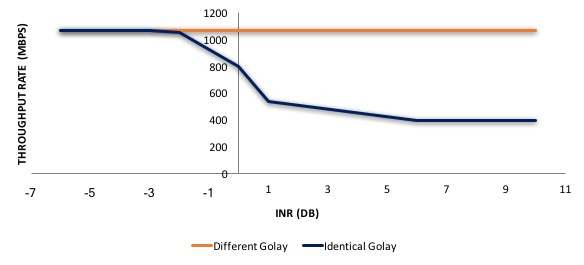 1200
1000
800
600
400
200
0
THROUGHPUT RATE (MBPS)
-7 -5 -3 -1 1 3 5 7 9 11
INR (DB)
Different Golay Identical Golay